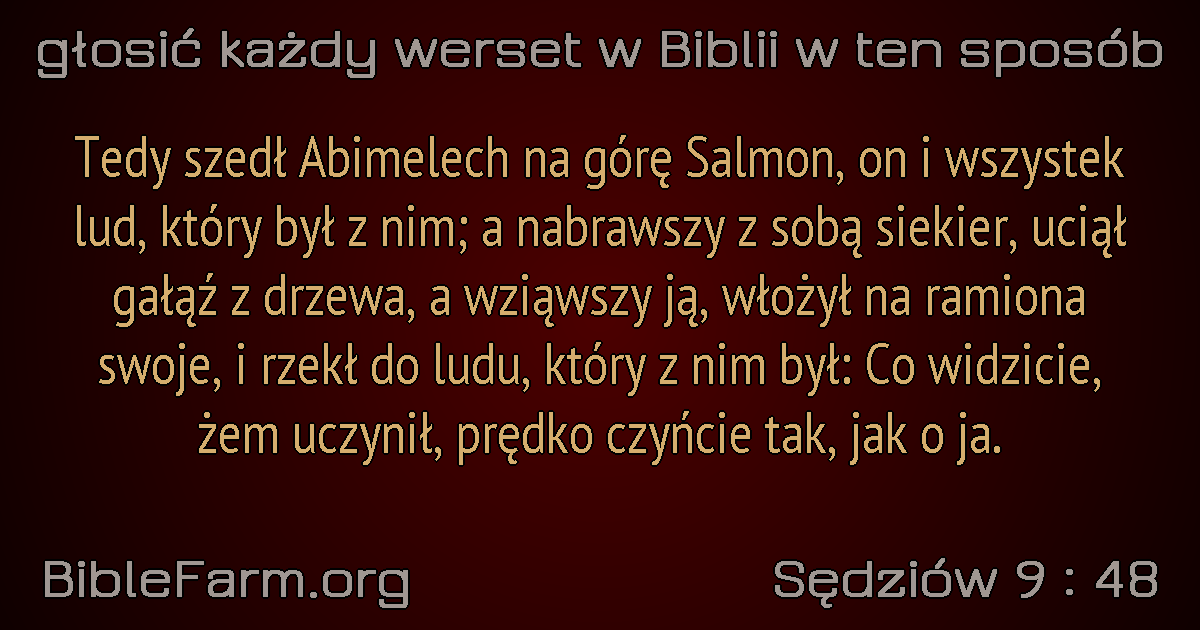 głosić każdy werset w Biblii w ten sposób
Tedy szedł Abimelech na górę Salmon, on i wszystek
lud, który był z nim; a nabrawszy z sobą siekier, uciął
gałąź z drzewa, a wziąwszy ją, włożył na ramiona
swoje, i rzekł do ludu, który z nim był: Co widzicie,
żem uczynił, prędko czyńcie tak, jak o ja.
BibleFarm.org
Sędziów 9 : 48